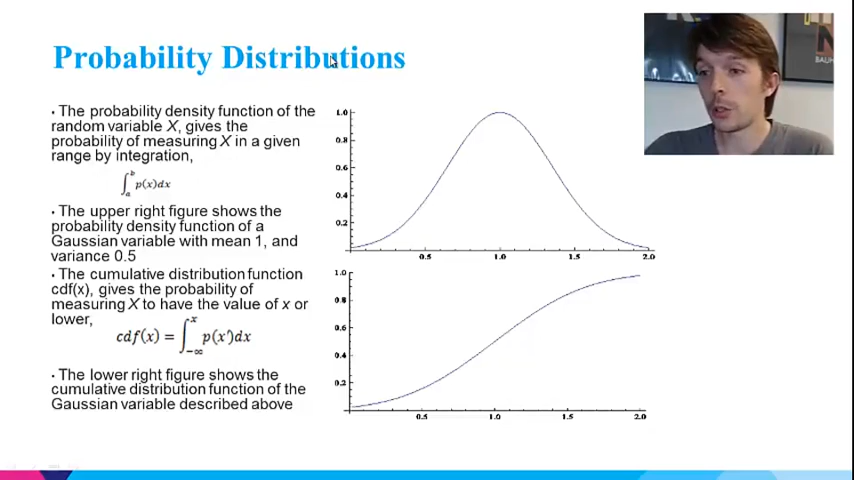 Probability Distributions
• The probability density function of the
random variable X, gives the
probability of measuring X in a given
range by integration,
∫_a^b p(x)dx
• The upper right figure shows the
probability density function of a
Gaussian variable with mean 1, and
variance 0.5
• The cumulative distribution function
cdf(x), gives the probability of
measuring X to have the value of x or
lower,
cdf(x) = ∫_{-∞}^x p(x')dx
• The lower right figure shows the
cumulative distribution function of the
Gaussian variable described above
1.0
0.8
0.6
0.4
0.2
0.5 1.0 1.5 2.0
1.0
0.8
0.6
0.4
0.2
0.5 1.0 1.5 2.0
BAUH